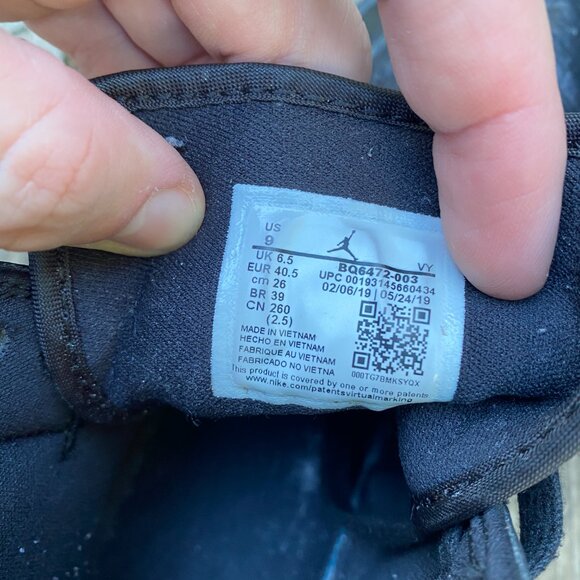 US
9
UK 6.5
EUR 40.5
cm 26
BR 39
CN 260
(2.5)
VY
BQ6472-003
UPC 00193145660434
02/06/19 05/24/19
000TG7BMKSYQX
MADE IN VIETNAM
HECHO EN VIETNAM
FABRIQUE AU VIETNAM
FABRICADO NO VIETNA
This product is covered by one or more patents
www.nike.com/patentsvirtualmarking